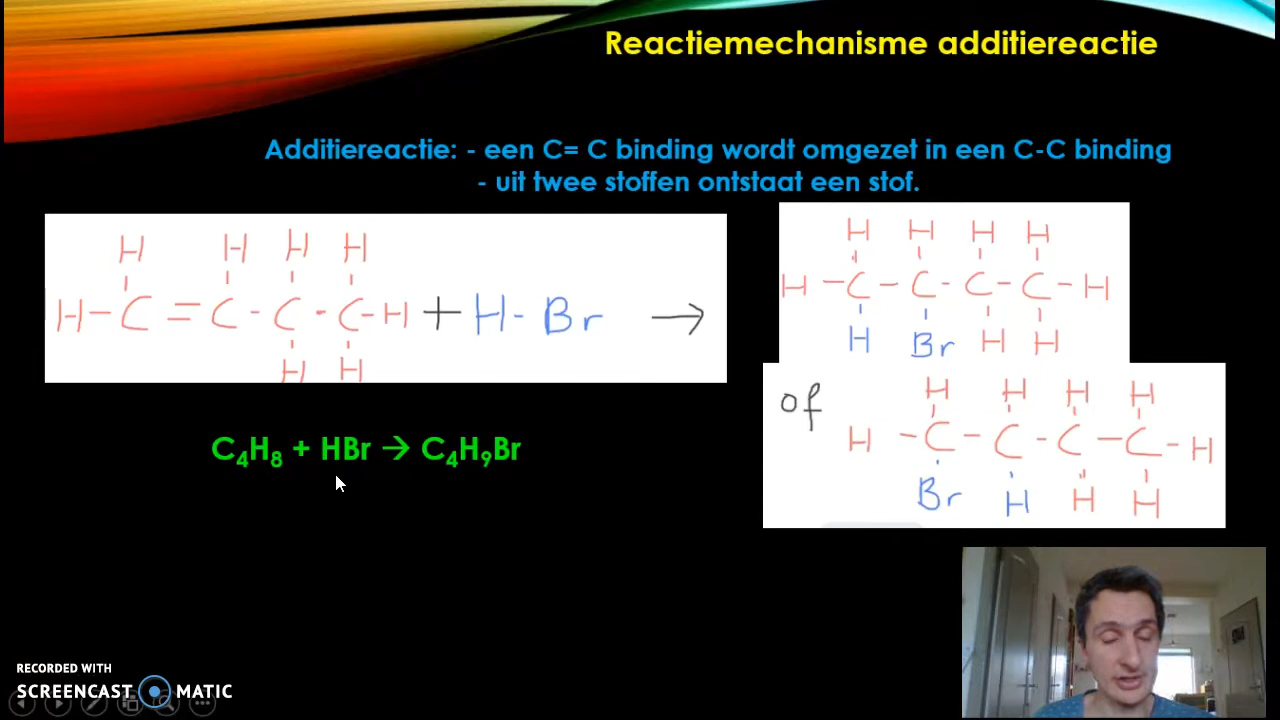 Reactiemechanisme additiereactie
Additiereactie: - een C= C binding wordt omgezet in een C-C binding
- uit twee stoffen ontstaat een stof.
H H H H
H - C = C - C - C - H + H - Br →
H H
H H H H
H - C - C - C - C - H
H Br H H
of
H H H H
H - C - C - C - C - H
Br H H H
C₄H₈ + HBr → C₄H₉Br
RECORDED WITH
SCREENCAST MATIC